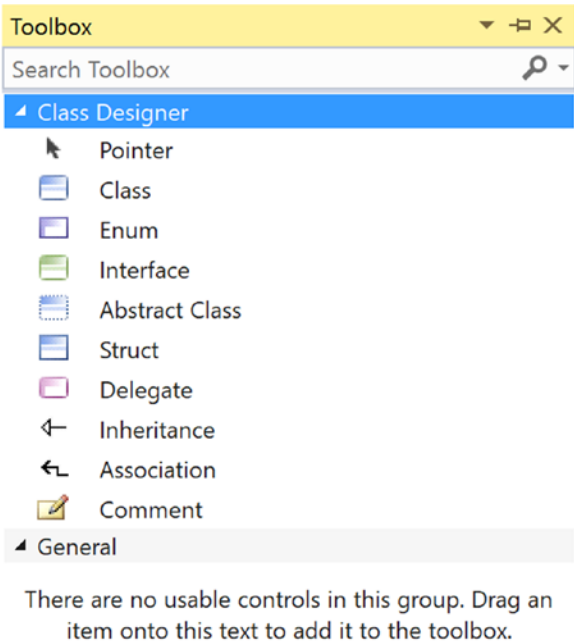 Toolbox
Search Toolbox
Class Designer
Pointer
Class
Enum
Interface
Abstract Class
Struct
Delegate
Inheritance
Association
Comment
General
There are no usable controls in this group. Drag an
item onto this text to add it to the toolbox.